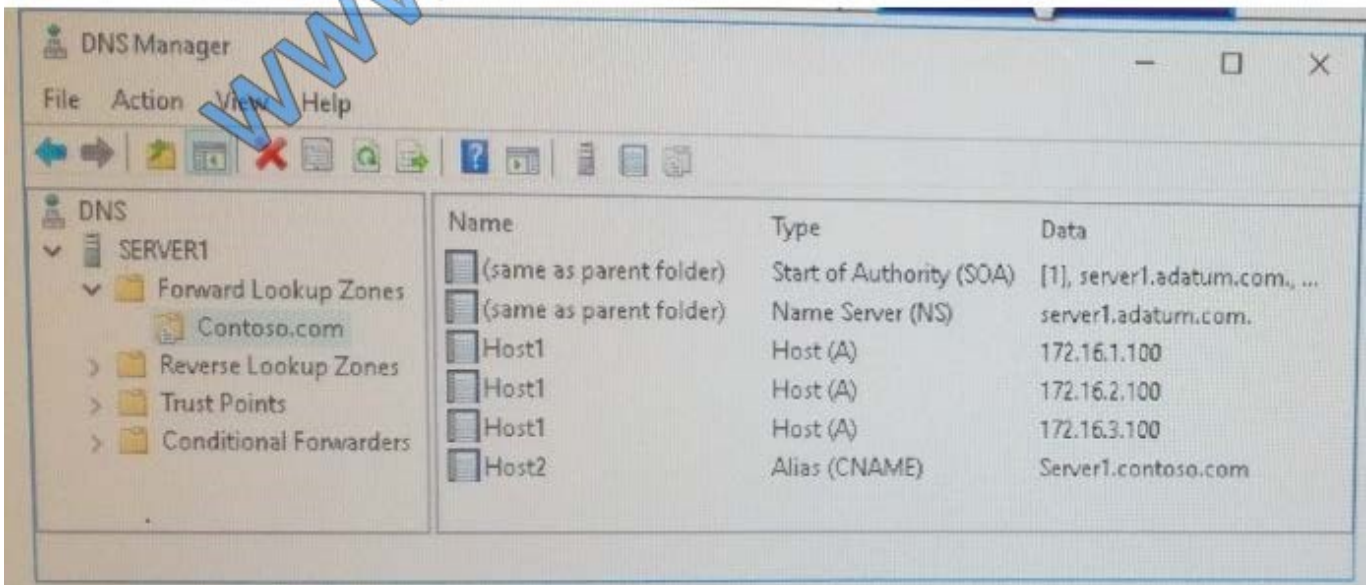 www.
DNS Manager
File Action View Help
DNS
SERVER1
Forward Lookup Zones
Contoso.com
Reverse Lookup Zones
Trust Points
Conditional Forwarders
Name Type Data
(same as parent folder) Start of Authority (SOA) [1], server1.adatum.com., ...
(same as parent folder) Name Server (NS) server1.adatum.com.
Host1 Host (A) 172.16.1.100
Host1 Host (A) 172.16.2.100
Host1 Host (A) 172.16.3.100
Host2 Alias (CNAME) Server1.contoso.com